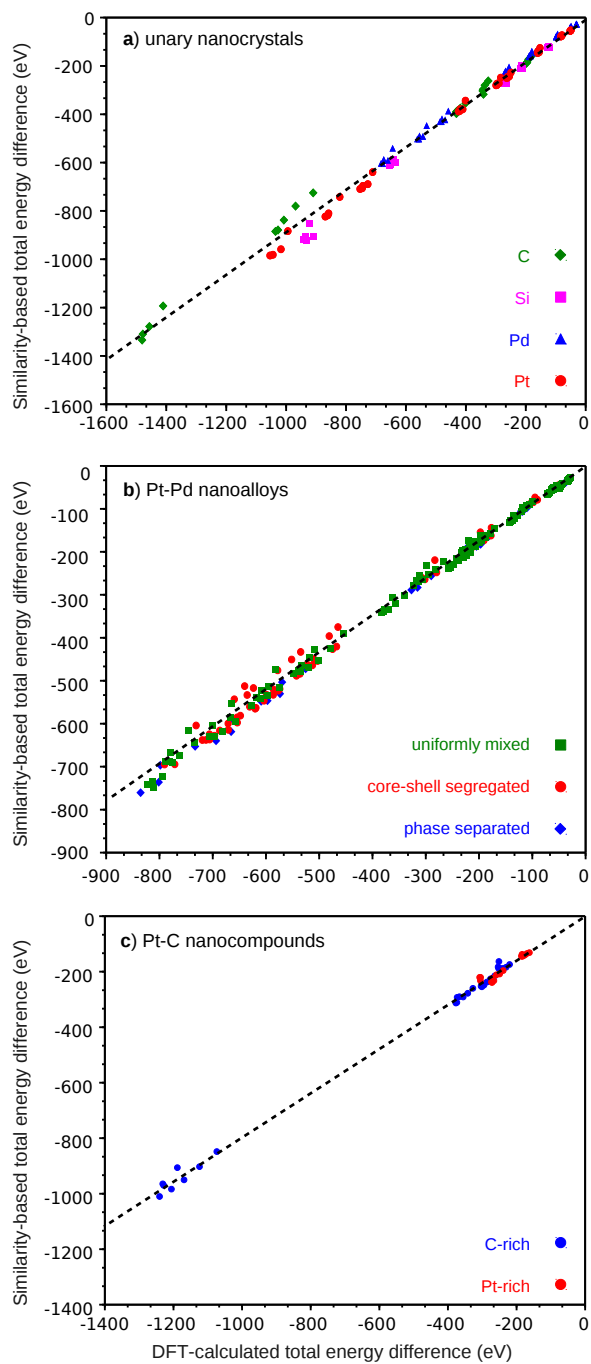 0
-200
-400
-600
-800
-1000
-1200
-1400
-1600
Similarity-based total energy difference (eV)
a) unary nanocrystals
C
Si
Pd
Pt
-1600 -1400 -1200 -1000 -800 -600 -400 -200 0
0
-100
-200
-300
-400
-500
-600
-700
-800
-900
Similarity-based total energy difference (eV)
b) Pt-Pd nanoalloys
uniformly mixed
core-shell segregated
phase separated
-900 -800 -700 -600 -500 -400 -300 -200 -100 0
0
-200
-400
-600
-800
-1000
-1200
-1400
Similarity-based total energy difference (eV)
c) Pt-C nanocompounds
C-rich
Pt-rich
-1400 -1200 -1000 -800 -600 -400 -200 0
DFT-calculated total energy difference (eV)